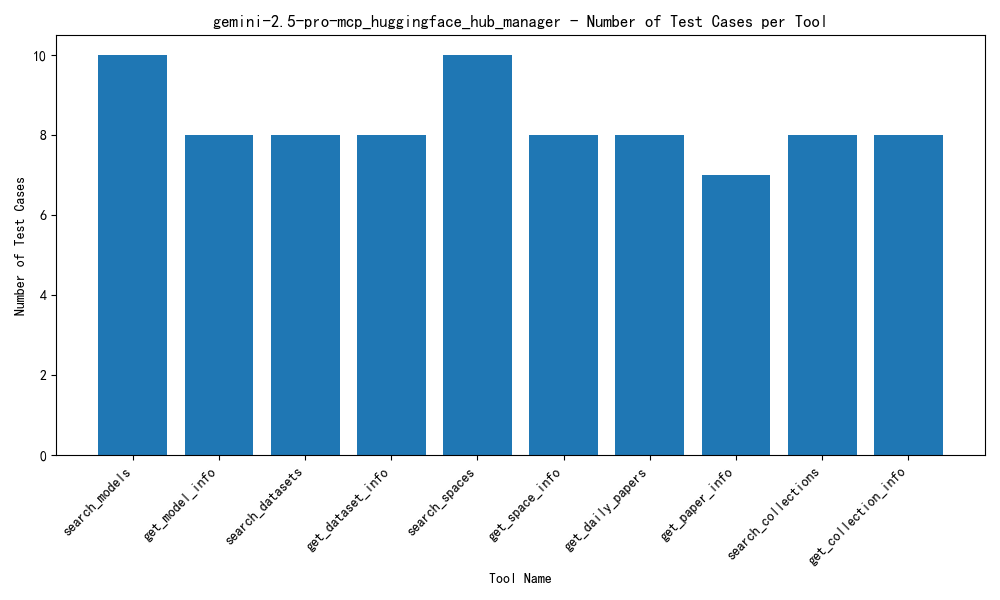 gemini-2.5-pro-mcp_huggingface_hub_manager - Number of Test Cases per Tool
Number of Test Cases
10
8
6
4
2
0
search_models
get_model_info
search_datasets
get_dataset_info
search_spaces
get_space_info
get_daily_papers
get_paper_info
search_collections
get_collection_info
Tool Name